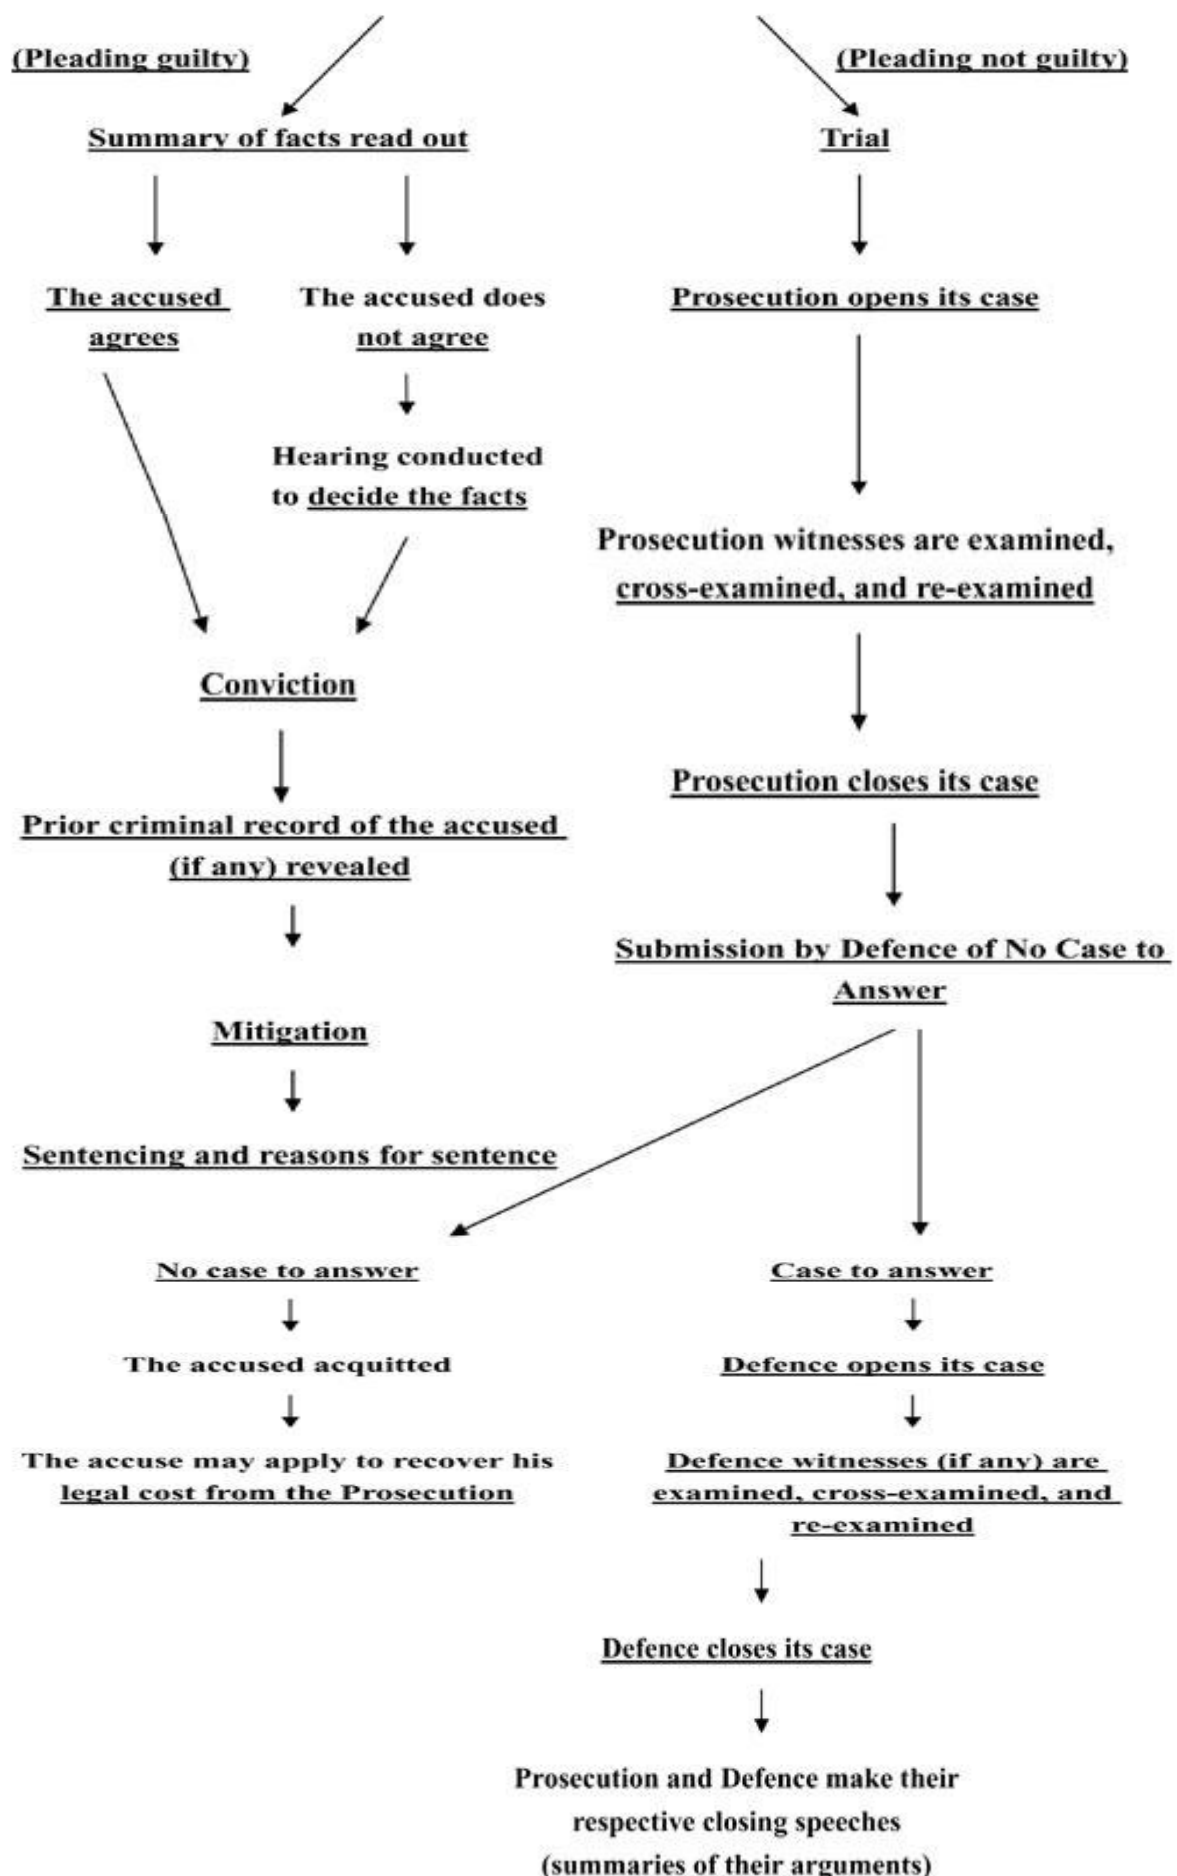 (Pleading guilty)
(Pleading not guilty)
Summary of facts read out
Trial
The accused
agrees
The accused does
not agree
Prosecution opens its case
Hearing conducted
to decide the facts
Prosecution witnesses are examined,
cross-examined, and re-examined
Conviction
Prosecution closes its case
Prior criminal record of the accused
(if any) revealed
Submission by Defence of No Case to
Answer
Mitigation
Sentencing and reasons for sentence
No case to answer
Case to answer
The accused acquitted
Defence opens its case
The accuse may apply to recover his
legal cost from the Prosecution
Defence witnesses (if any) are
examined, cross-examined, and
re-examined
Defence closes its case
Prosecution and Defence make their
respective closing speeches
(summaries of their arguments)